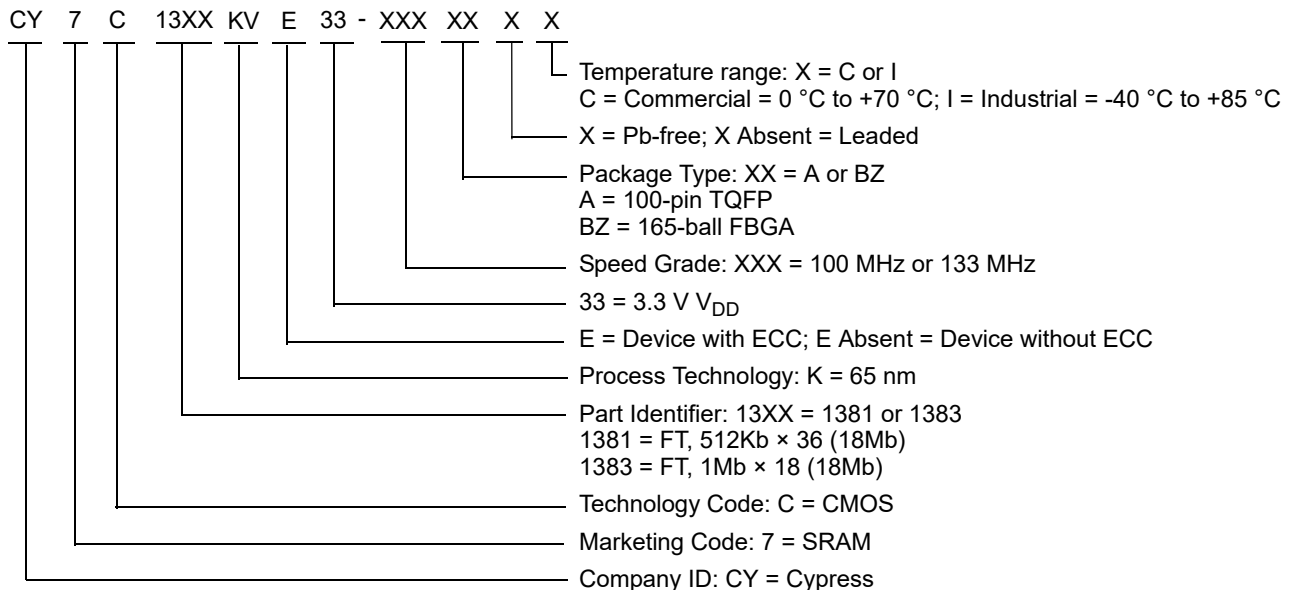 CY 7 C 13XX KV E 33 - XXX XX X X
Temperature range: X = C or I
C = Commercial = 0 °C to +70 °C; I = Industrial = -40 °C to +85 °C
X = Pb-free; X Absent = Leaded
Package Type: XX = A or BZ
A = 100-pin TQFP
BZ = 165-ball FBGA
Speed Grade: XXX = 100 MHz or 133 MHz
33 = 3.3 V VDD
E = Device with ECC; E Absent = Device without ECC
Process Technology: K = 65 nm
Part Identifier: 13XX = 1381 or 1383
1381 = FT, 512Kb × 36 (18Mb)
1383 = FT, 1Mb × 18 (18Mb)
Technology Code: C = CMOS
Marketing Code: 7 = SRAM
Company ID: CY = Cypress